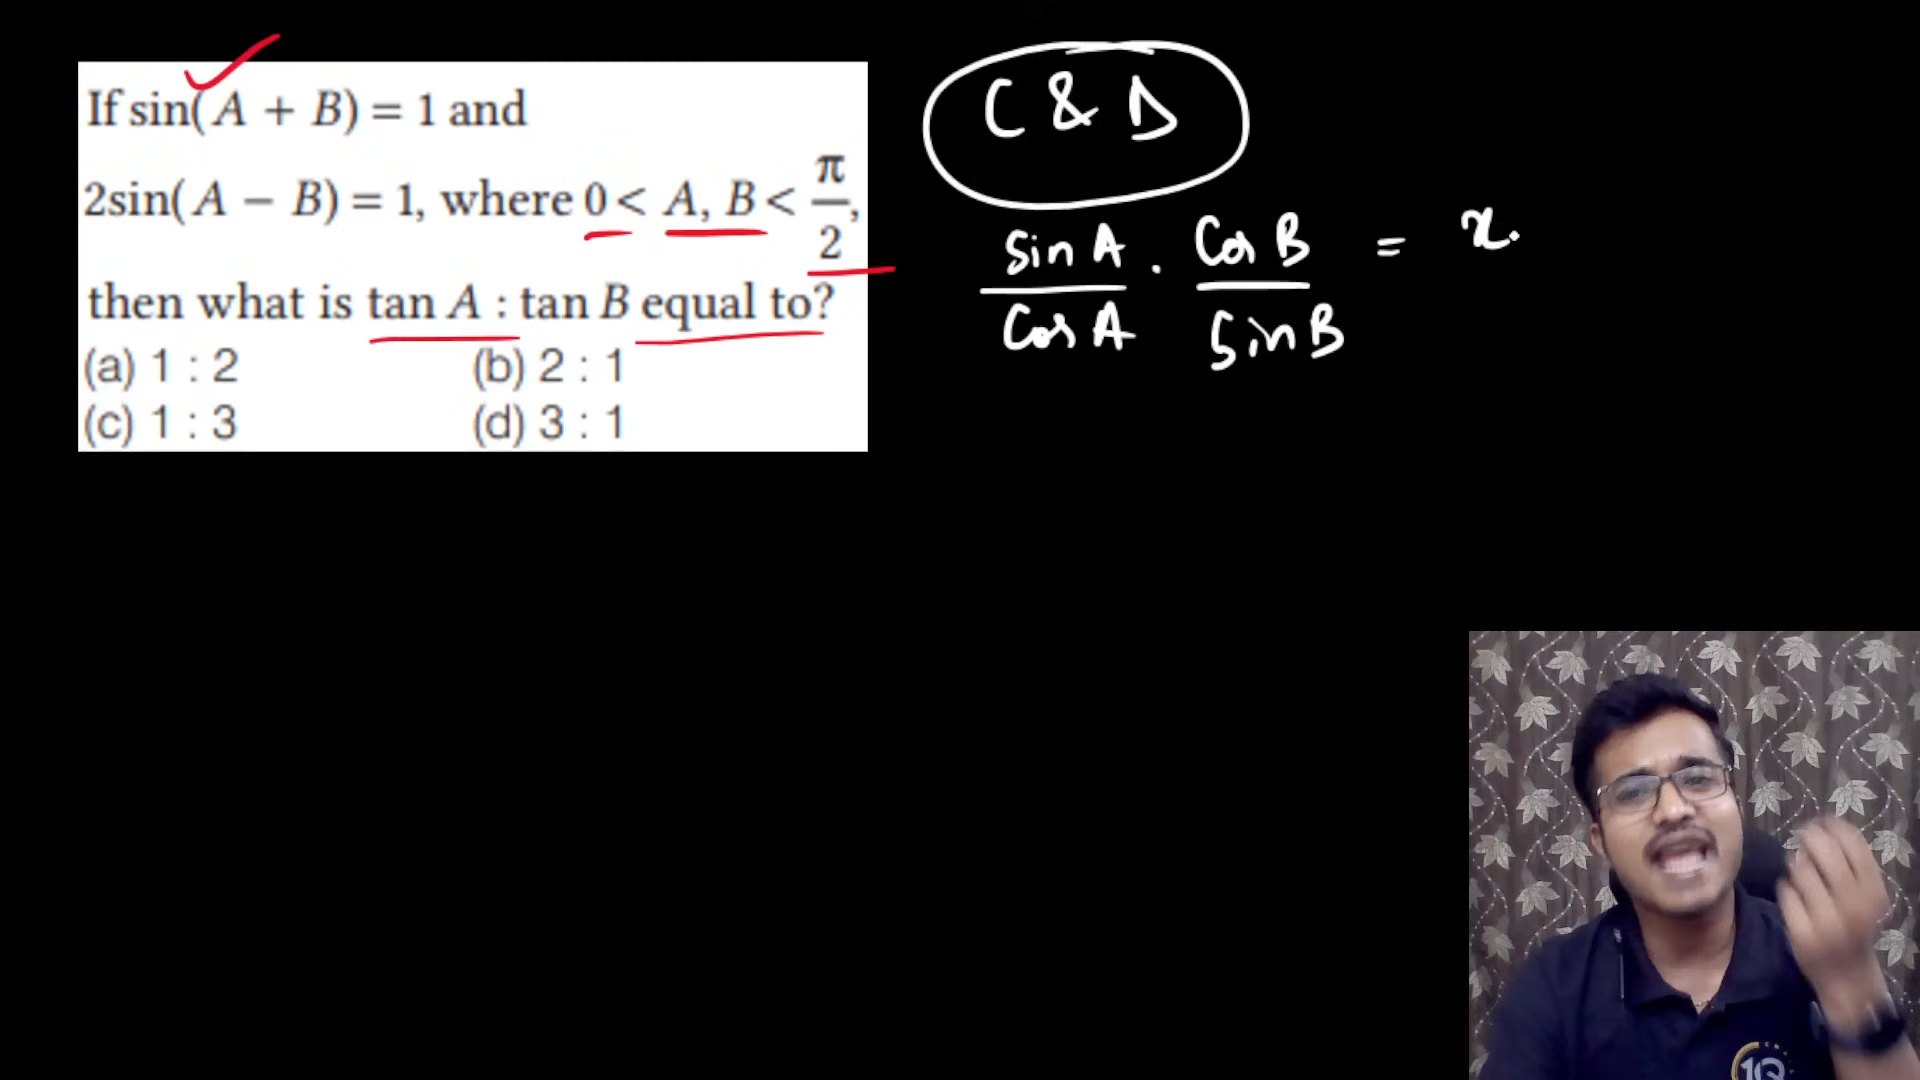 If sin(A + B) = 1 and
2sin(A − B) = 1, where 0 < A, B < π/2,
then what is tan A : tan B equal to?
(a) 1 : 2 (b) 2 : 1
(c) 1 : 3 (d) 3 : 1
C & D
sin A / cos A . cos B / sin B = x.